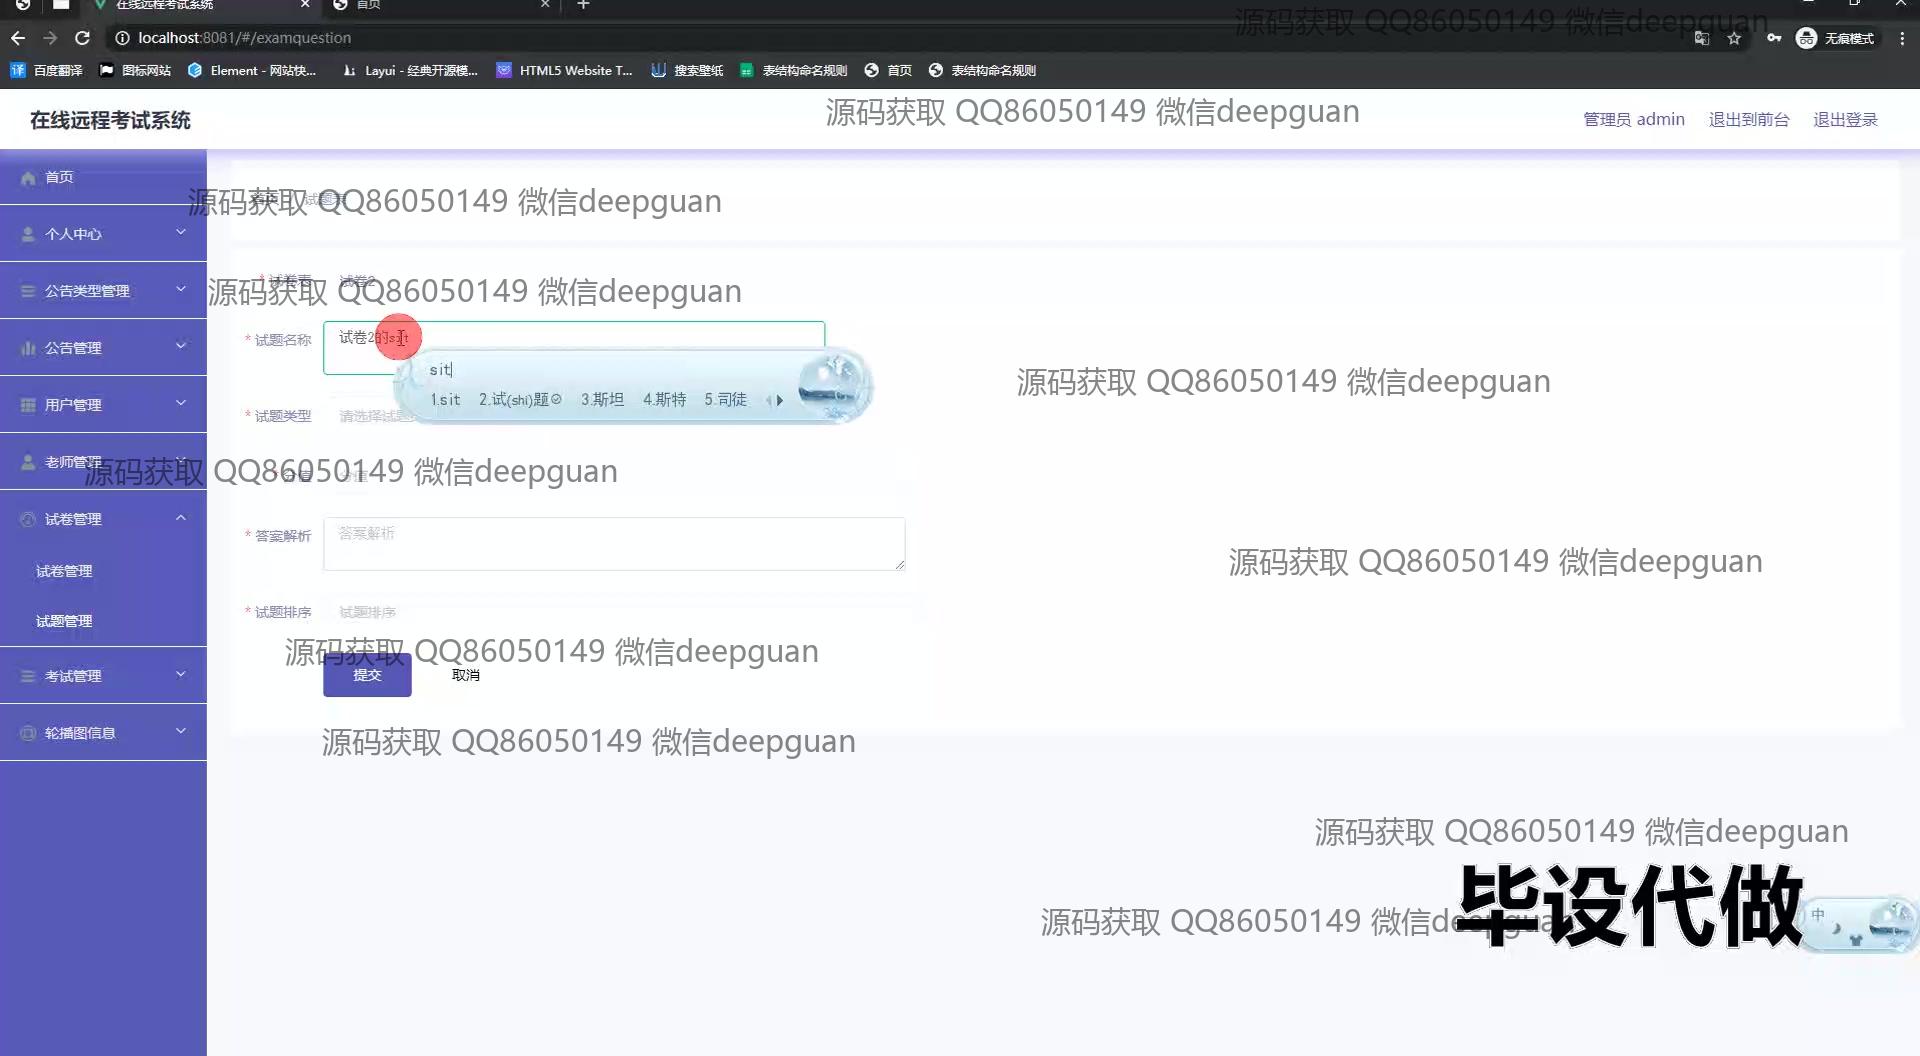 在线远程考试系统
首页
localhost:8081/#/examquestion
无痕模式
百度翻译
图标网站
Element - 网站快...
Layui - 经典开源模...
HTML5 Website T...
搜索壁纸
表结构命名规则
首页
表结构命名规则
源码获取 QQ86050149 微信deepguan
在线远程考试系统
源码获取 QQ86050149 微信deepguan
管理员 admin
退出到前台
退出登录
首页
源码获取 QQ86050149 微信deepguan
个人中心
* 试卷表 试卷2
公告类型管理
源码获取 QQ86050149 微信deepguan
* 试题名称 试卷2的sit
公告管理
sit
1.sit 2.试(shi)题 3.斯坦 4.斯特 5.司徒
源码获取 QQ86050149 微信deepguan
用户管理
* 试题类型 请选择试题
老师管理
源码获取 QQ86050149 微信deepguan
* 分值 分值
试卷管理
* 答案解析 答案解析
源码获取 QQ86050149 微信deepguan
试卷管理
试题管理
* 试题排序 试题排序
源码获取 QQ86050149 微信deepguan
考试管理
提交
取消
轮播图信息
源码获取 QQ86050149 微信deepguan
源码获取 QQ86050149 微信deepguan
源码获取 QQ86050149 微信deepguan
毕设代做
中